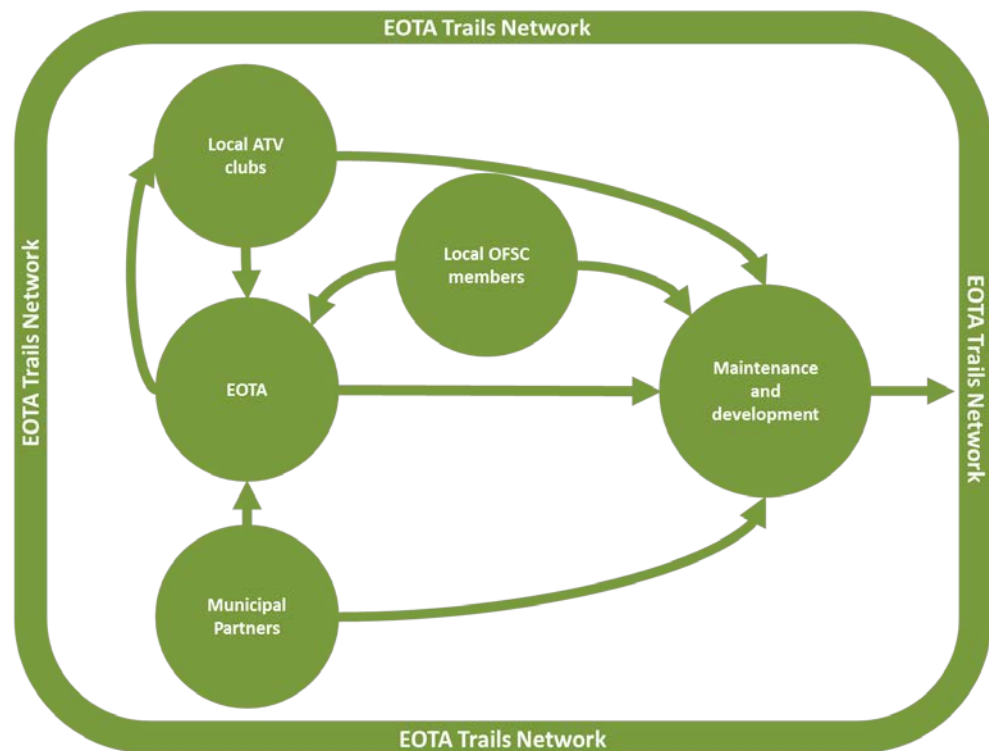 EOTA Trails Network
Local ATV
clubs
Local OFSC
members
EOTA Trails Network
EOTA
Maintenance
and
development
EOTA Trails Network
Municipal
Partners
EOTA Trails Network